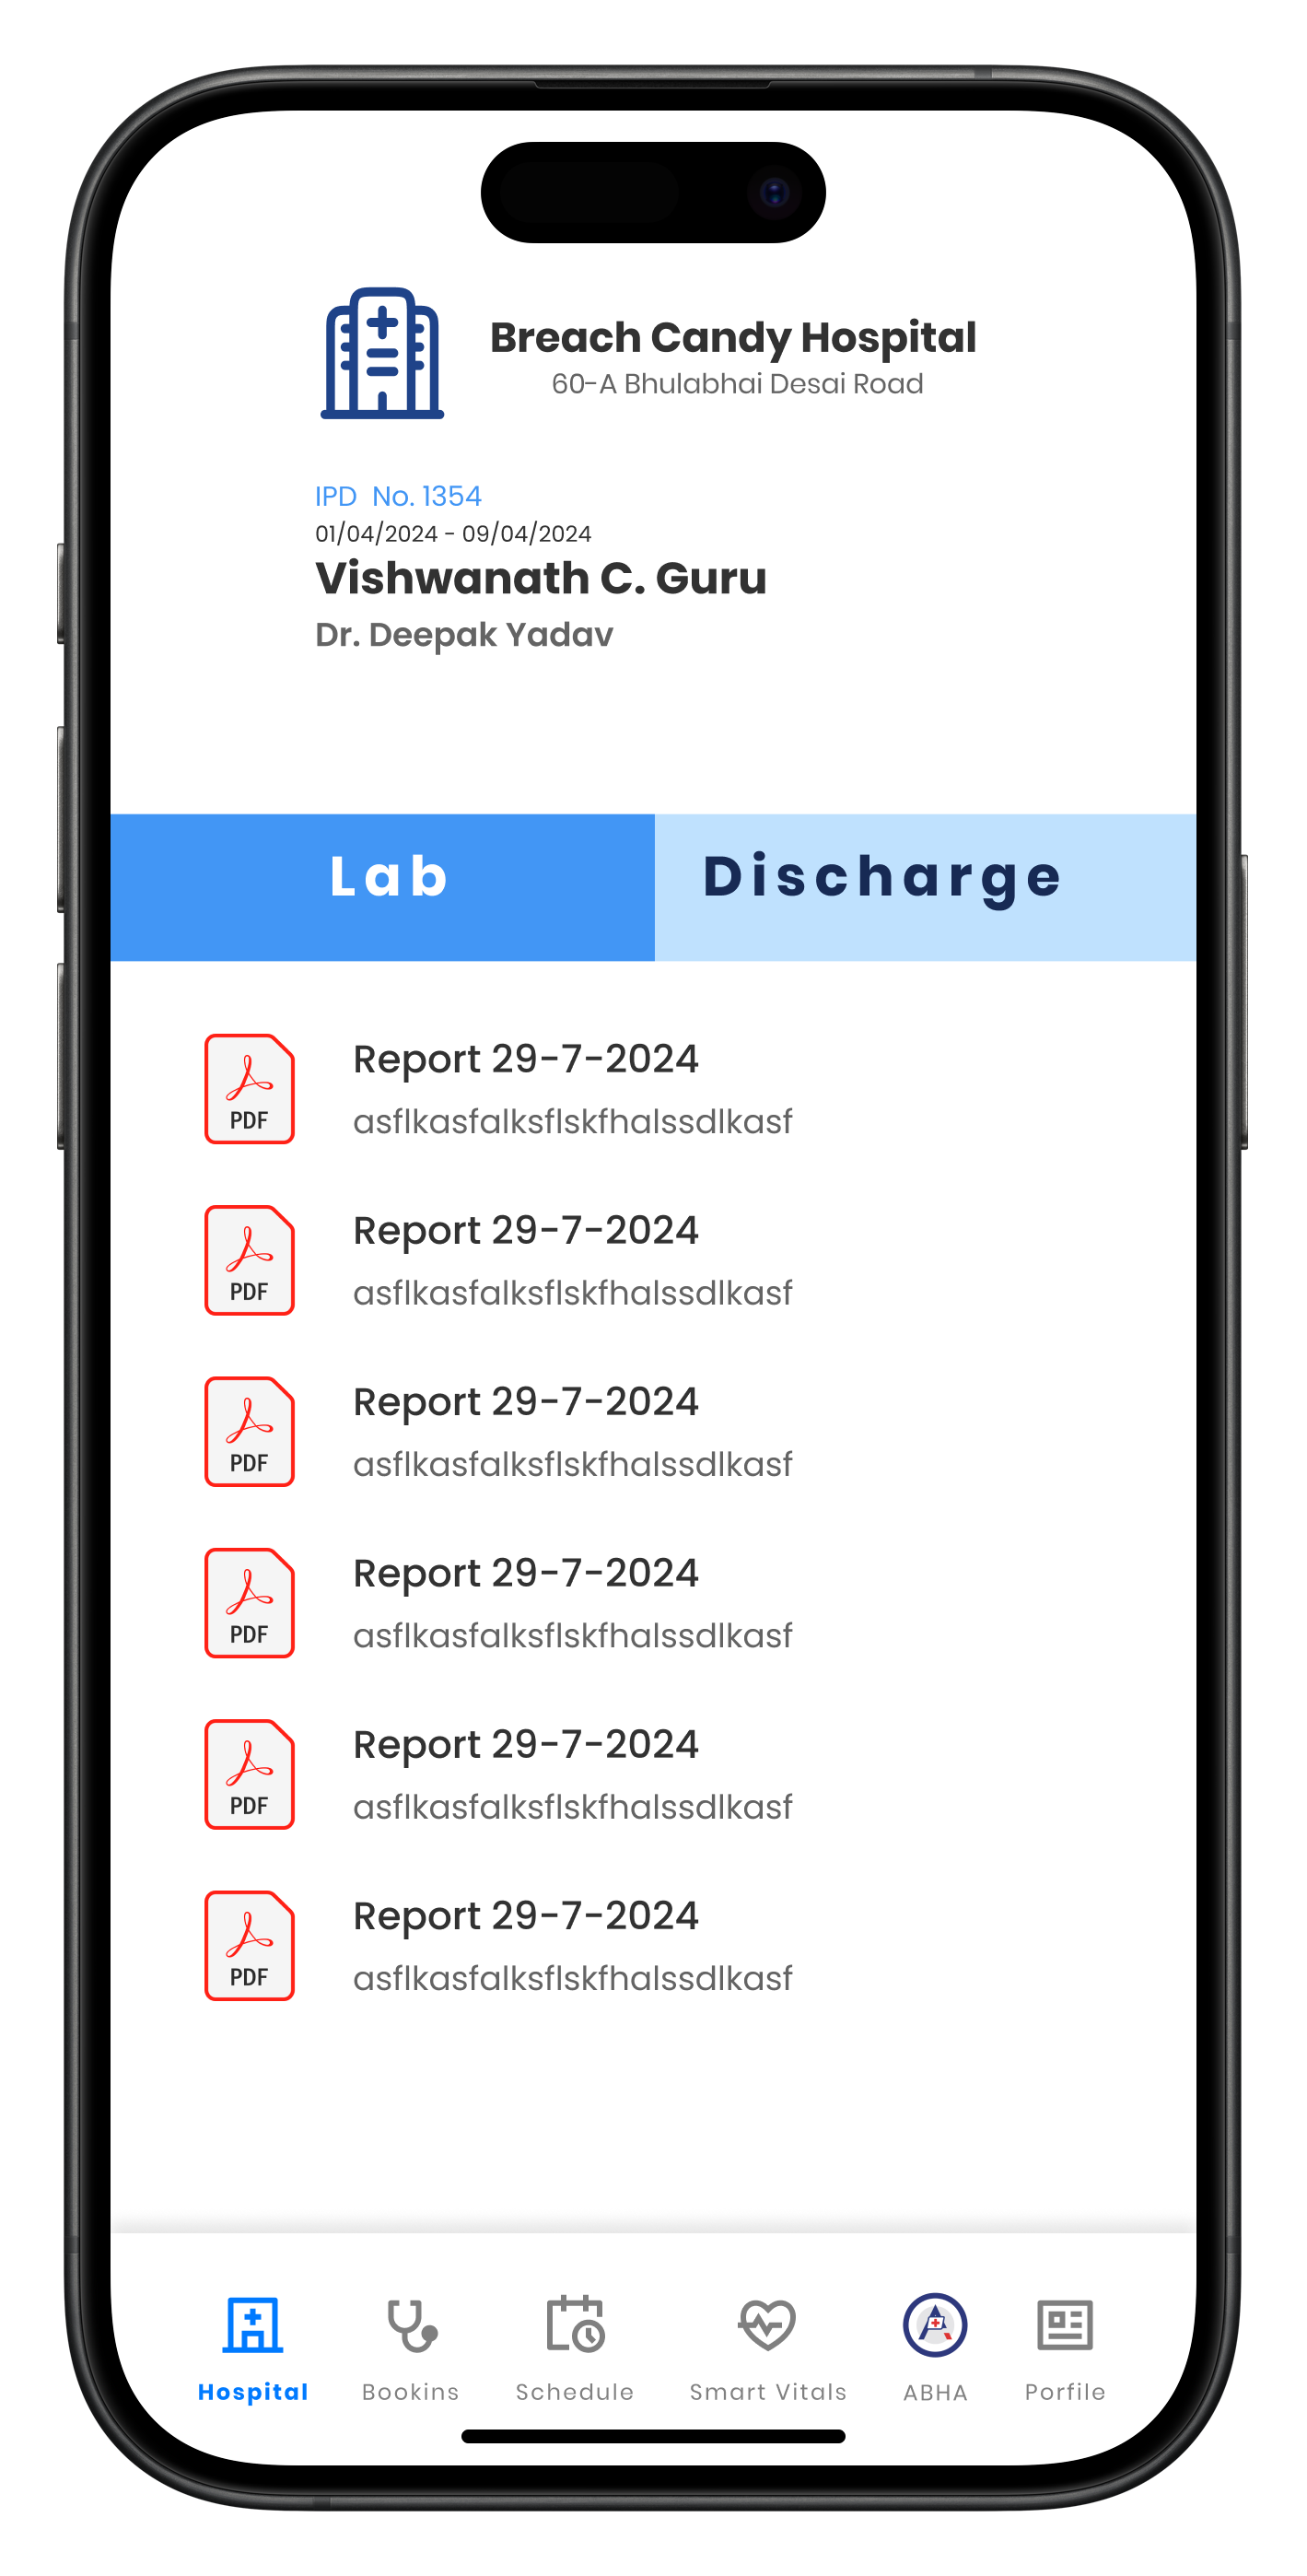 Breach Candy Hospital
60-A Bhulabhai Desai Road
IPD No. 1354
01/04/2024 - 09/04/2024
Vishwanath C. Guru
Dr. Deepak Yadav
Lab
Discharge
PDF
Report 29-7-2024
asflkasfalksflskfhalssdlkasf
PDF
Report 29-7-2024
asflkasfalksflskfhalssdlkasf
PDF
Report 29-7-2024
asflkasfalksflskfhalssdlkasf
PDF
Report 29-7-2024
asflkasfalksflskfhalssdlkasf
PDF
Report 29-7-2024
asflkasfalksflskfhalssdlkasf
PDF
Report 29-7-2024
asflkasfalksflskfhalssdlkasf
Hospital
Bookins
Schedule
Smart Vitals
ABHA
Porfile